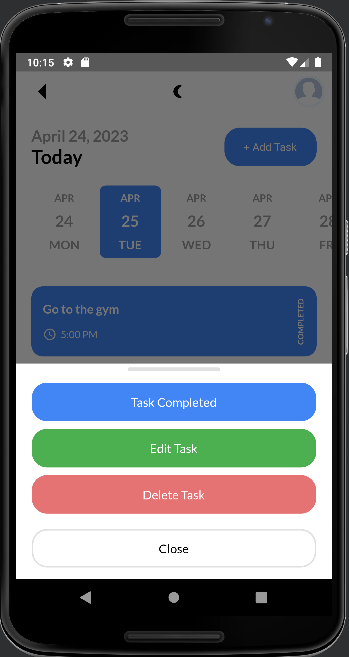 10:15
April 24, 2023
Today
+ Add Task
APR APR APR APR AP
24 25 26 27 28
MON TUE WED THU FR
Go to the gym
5:00 PM
COMPLETED
Task Completed
Edit Task
Delete Task
Close